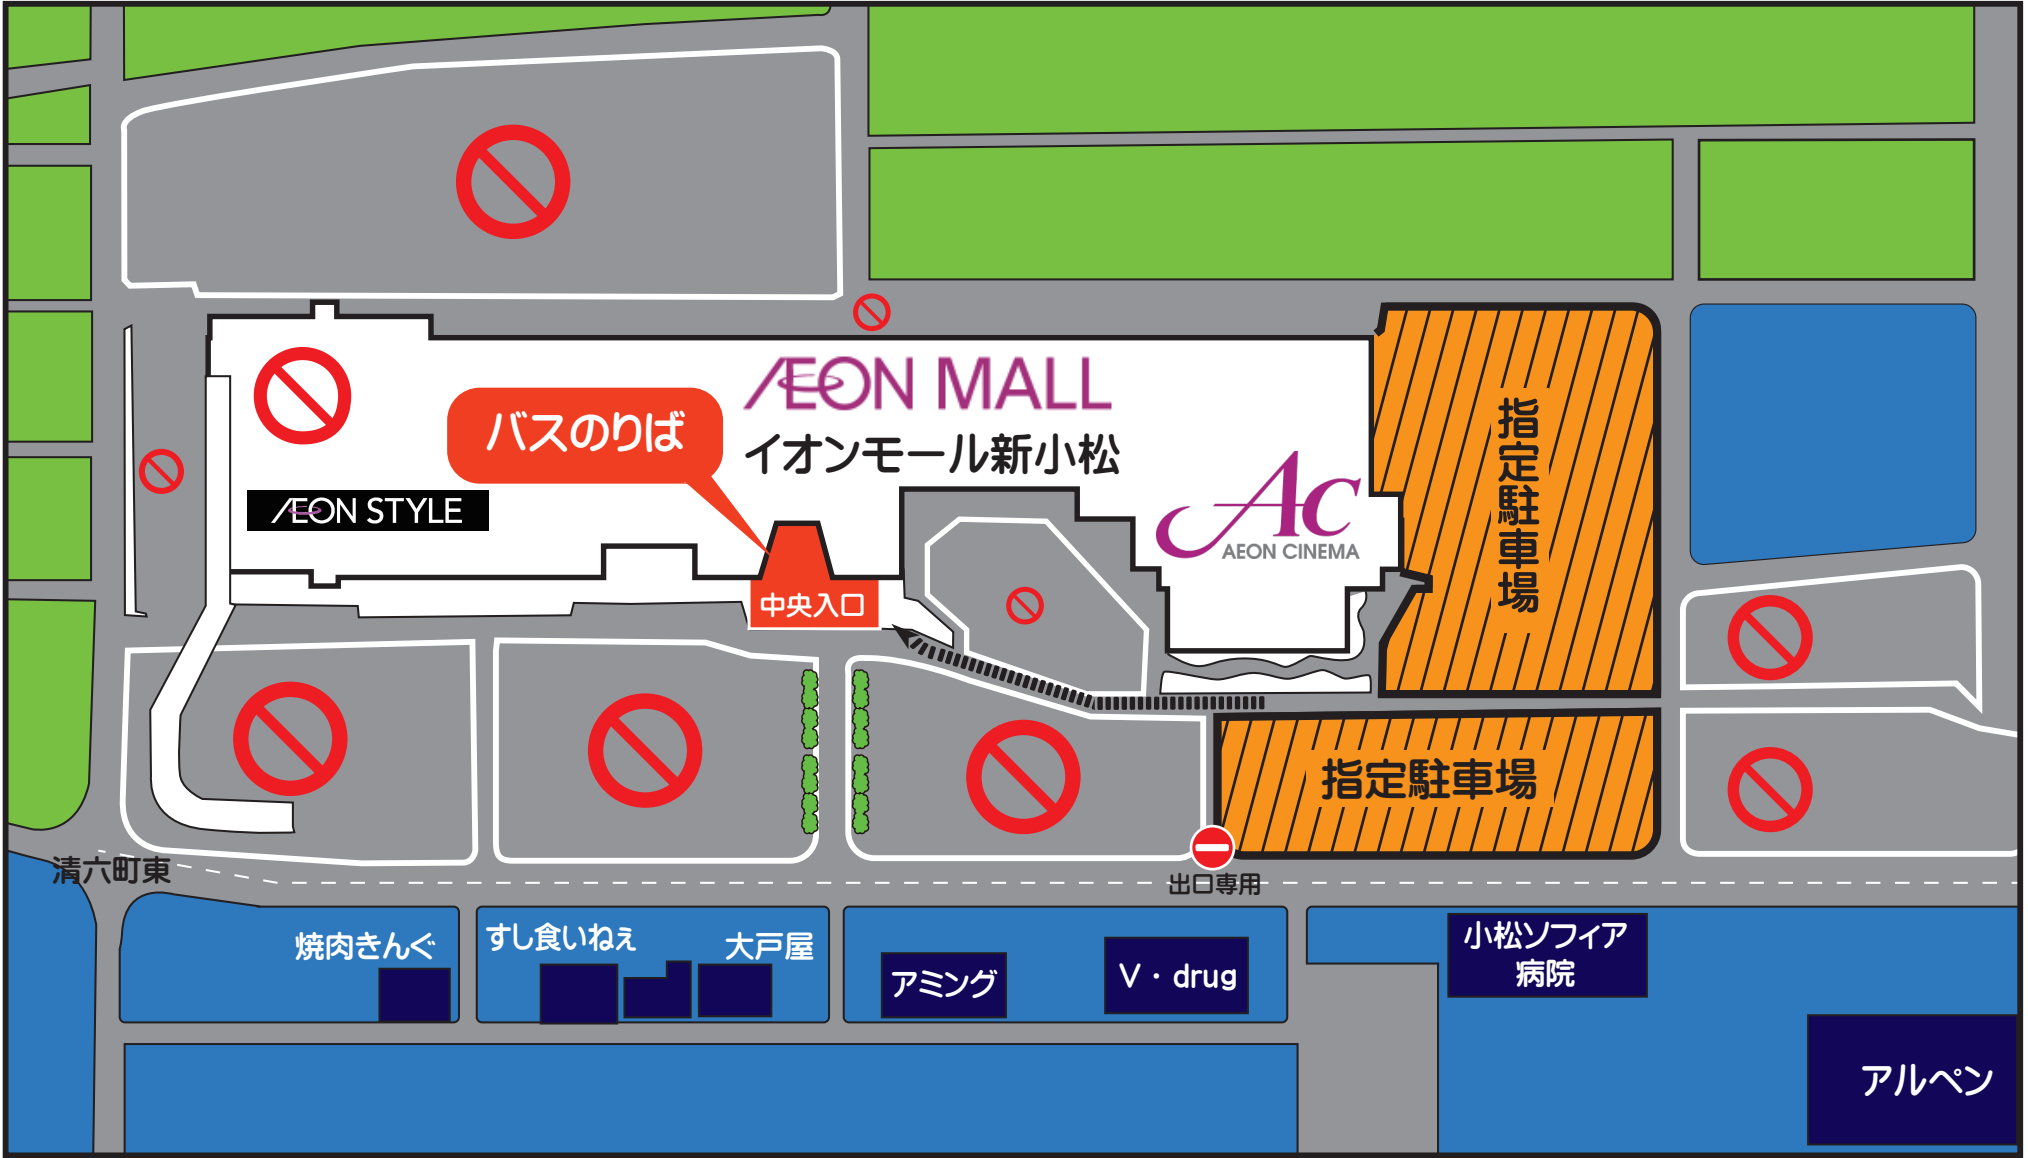 ÆON MALL
イオンモール新小松
バスのりば
ÆON STYLE
AC
AEON CINEMA
中央入口
指定駐車場
指定駐車場
出口専用
清六町東
焼肉きんぐ
すし食いねぇ
大戸屋
アミング
V・drug
小松ソフィア
病院
アルペン